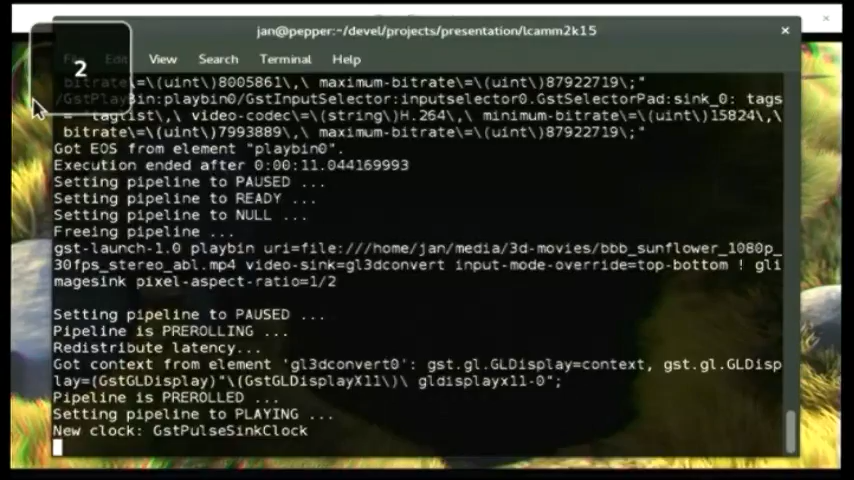 jan@pepper:~/devel/projects/presentation/lcamm2k15
×
×
Edit View Search Terminal Help
2
bitrate\=\(uint\)8005861\,\ maximum-bitrate\=\(uint\)87922719\;"
/GstPlayBin:playbin0/GstInputSelector:inputselector0.GstSelectorPad:sink_0: tags
= taglist\,\ video-codec\=\(string\)H.264\,\ minimum-bitrate\=\(uint\)15824\,\
bitrate\=\(uint\)7993889\,\ maximum-bitrate\=\(uint\)87922719\;"
Got EOS from element "playbin0".
Execution ended after 0:00:11.044169993
Setting pipeline to PAUSED ...
Setting pipeline to READY ...
Setting pipeline to NULL ...
Freeing pipeline ...
gst-launch-1.0 playbin uri=file:///home/jan/media/3d-movies/bbb_sunflower_1080p_
30fps_stereo_abl.mp4 video-sink=gl3dconvert input-mode-override=top-bottom ! gli
magesink pixel-aspect-ratio=1/2
Setting pipeline to PAUSED ...
Pipeline is PREROLLING ...
Redistribute latency...
Got context from element 'gl3dconvert0': gst.gl.GLDisplay=context, gst.gl.GLDisp
lay=(GstGLDisplay)"\(GstGLDisplayX11\)\ gldisplayx11-0";
Pipeline is PREROLLED ...
Setting pipeline to PLAYING ...
New clock: GstPulseSinkClock